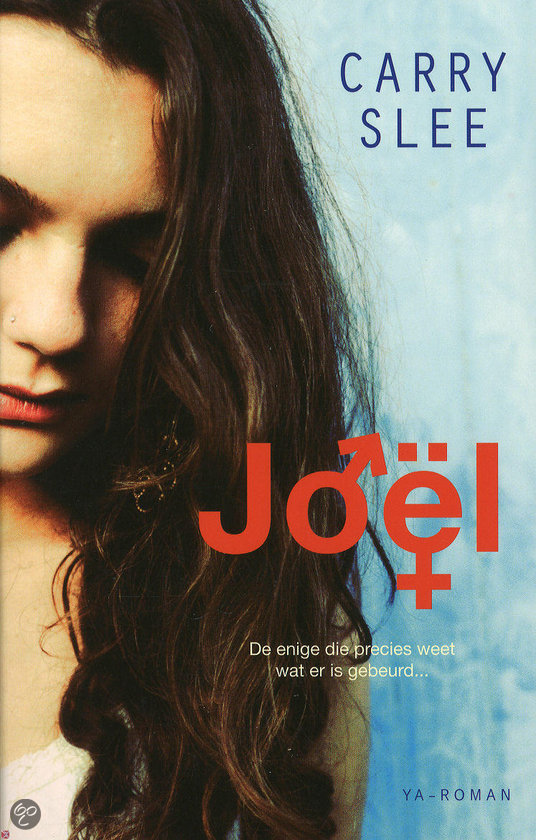 CARRY
SLEE
Joël
De enige die precies weet
wat er is gebeurd...
YA-ROMAN